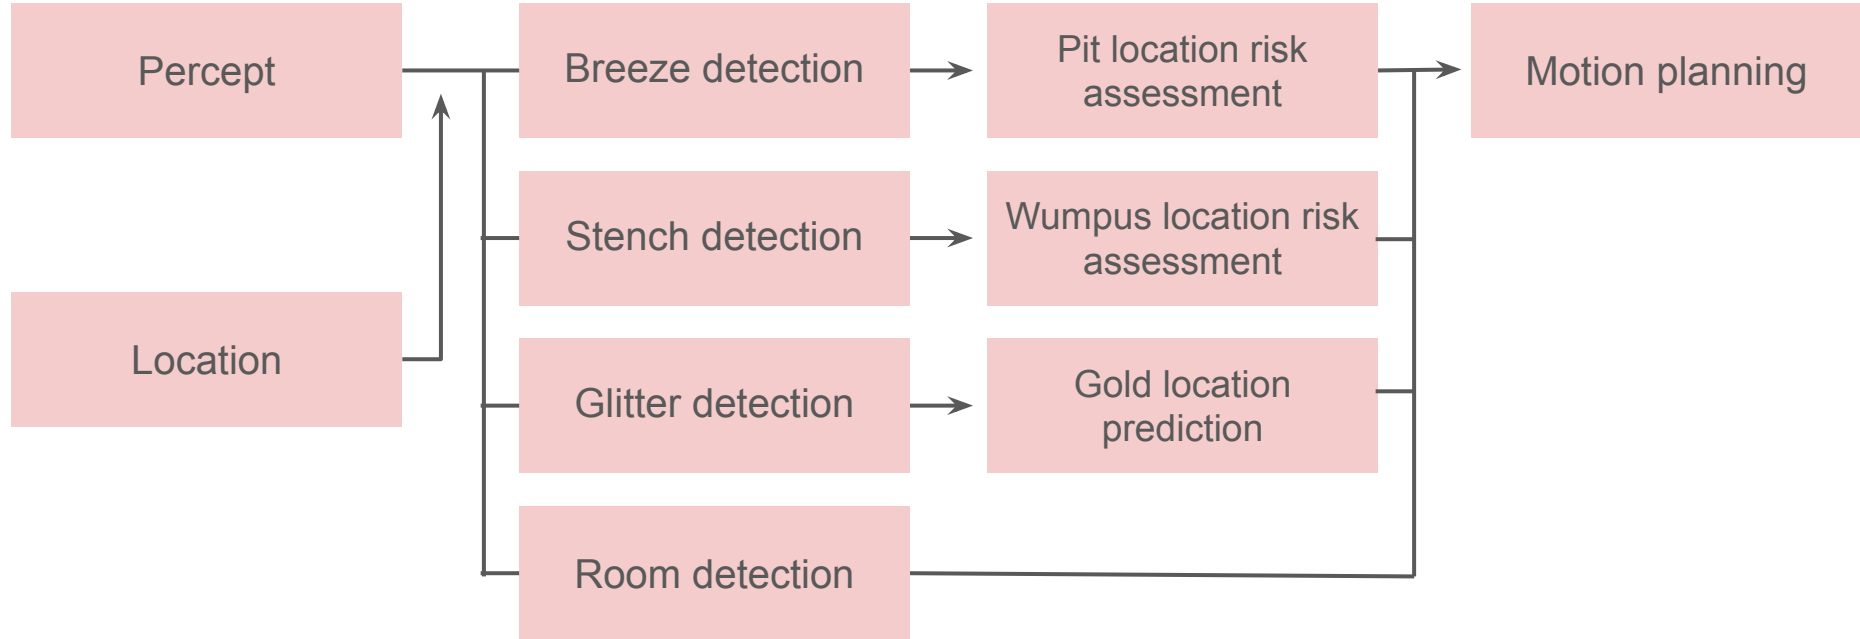 Percept
Location
Breeze detection
Stench detection
Glitter detection
Room detection
Pit location risk
assessment
Wumpus location risk
assessment
Gold location
prediction
Motion planning